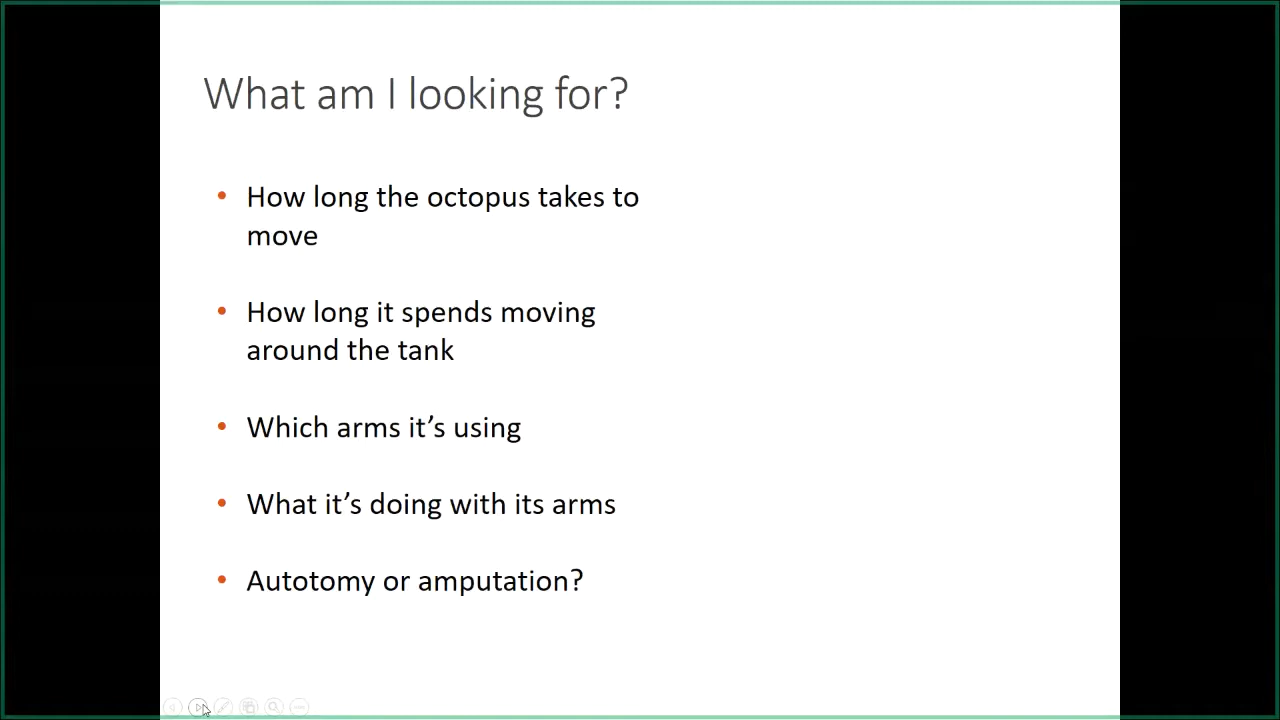 What am I looking for?
• How long the octopus takes to
move
• How long it spends moving
around the tank
• Which arms it’s using
• What it’s doing with its arms
• Autotomy or amputation?